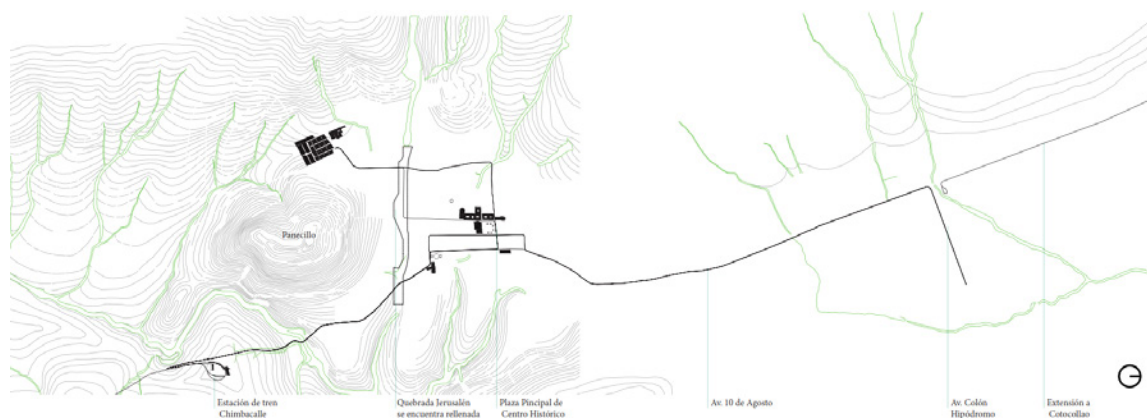 Panecillo
Estación de tren
Chimbacalle
Quebrada Jerusalén
se encuentra rellenada
Plaza Pincipal de
Centro Histórico
Av. 10 de Agosto
Av. Colón
Hipódromo
Extensión a
Cotocollao